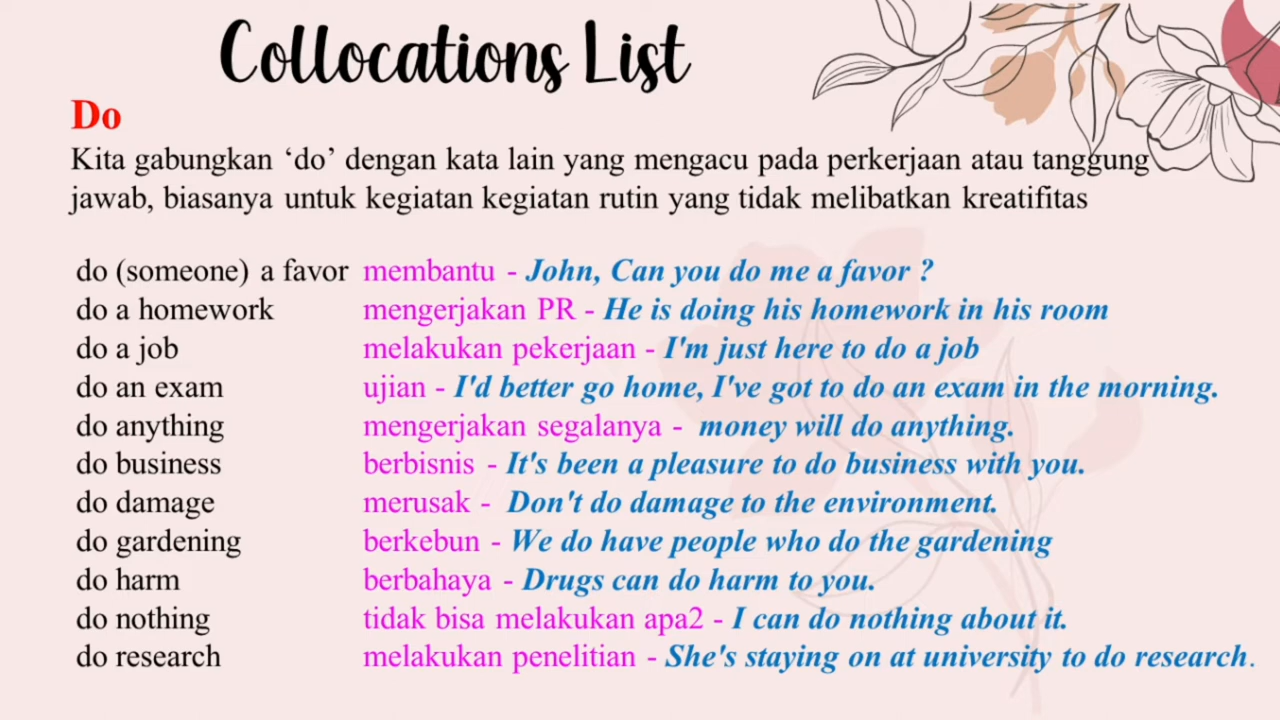 Collocations List
Do
Kita gabungkan ‘do’ dengan kata lain yang mengacu pada perkerjaan atau tanggung
jawab, biasanya untuk kegiatan kegiatan rutin yang tidak melibatkan kreatifitas
do (someone) a favor membantu - John, Can you do me a favor ?
do a homework mengerjakan PR - He is doing his homework in his room
do a job melakukan pekerjaan - I'm just here to do a job
do an exam ujian - I'd better go home, I've got to do an exam in the morning.
do anything mengerjakan segalanya - money will do anything.
do business berbisnis - It's been a pleasure to do business with you.
do damage merusak - Don't do damage to the environment.
do gardening berkebun - We do have people who do the gardening
do harm berbahaya - Drugs can do harm to you.
do nothing tidak bisa melakukan apa2 - I can do nothing about it.
do research melakukan penelitian - She's staying on at university to do research.